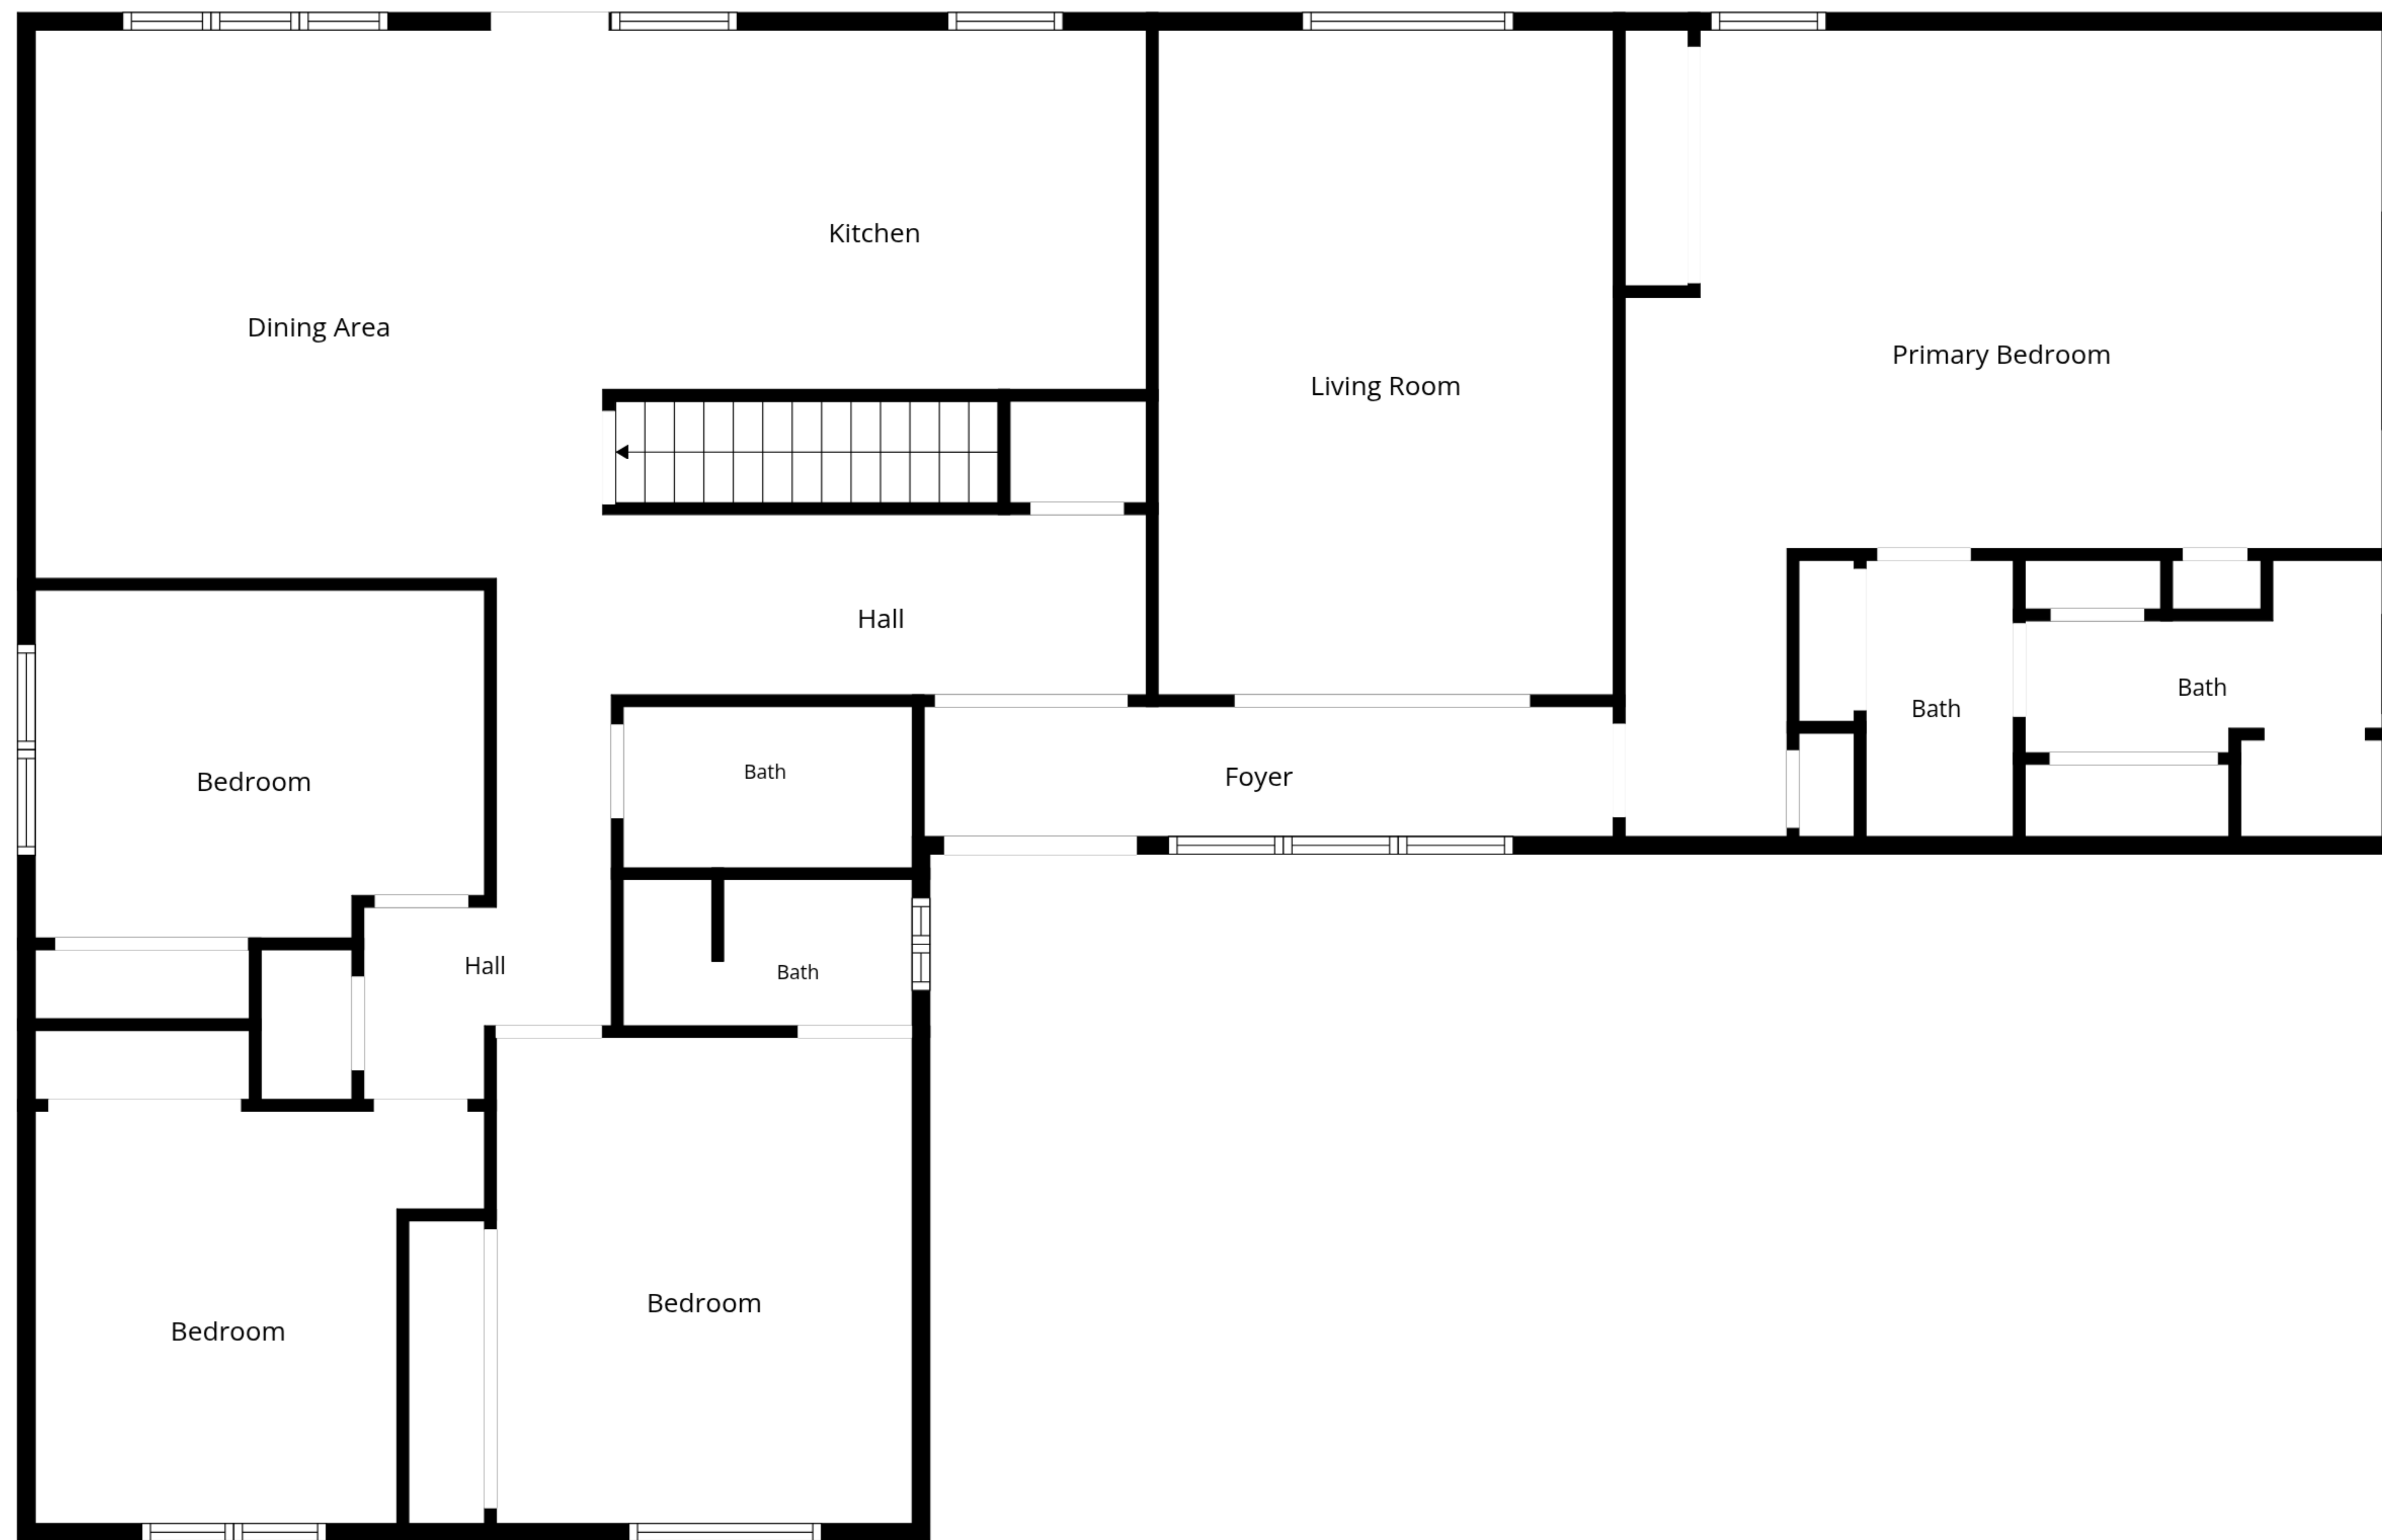 Kitchen
Dining Area
Primary Bedroom
Living Room
Hall
Bath
Bath
Bath
Foyer
Bedroom
Hall
Bath
Bedroom
Bedroom